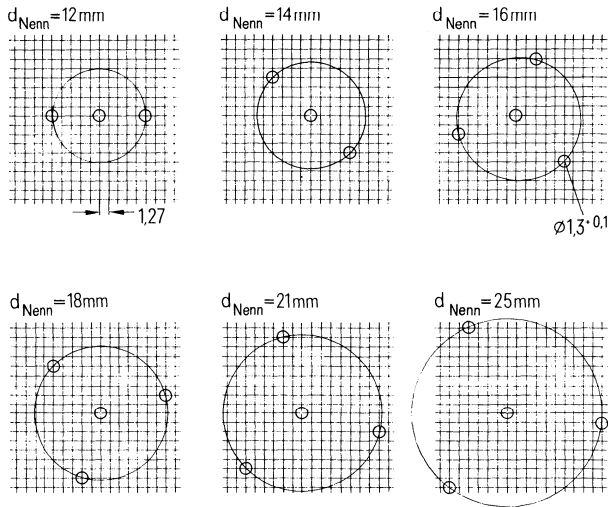 d Nenn =12mm
d Nenn =14mm
d Nenn =16mm
1,27
Ø1,3+0,1
d Nenn =18mm
d Nenn =21mm
d Nenn =25mm